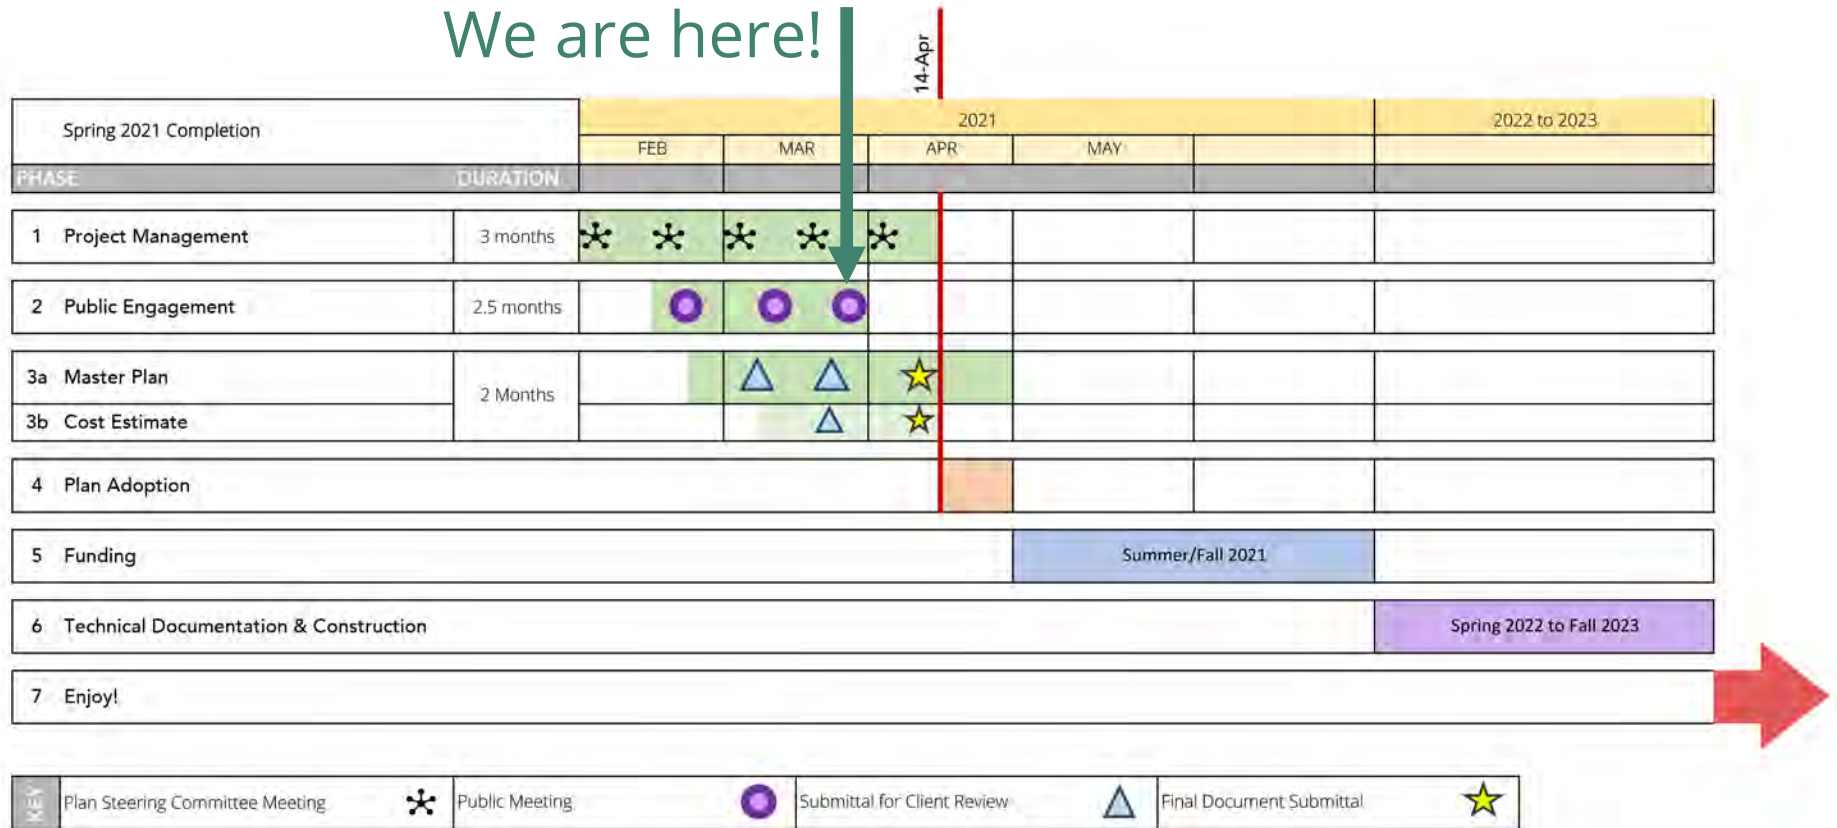 We are here!
14-Apr
Spring 2021 Completion
2021
2022 to 2023
FEB
MAR
APR
MAY
PHASE
DURATION
1 Project Management 3 months
2 Public Engagement 2.5 months
3a Master Plan
2 Months
3b Cost Estimate
4 Plan Adoption
5 Funding
Summer/Fall 2021
6 Technical Documentation & Construction
Spring 2022 to Fall 2023
7 Enjoy!
KEY
Plan Steering Committee Meeting
Public Meeting
Submittal for Client Review
Final Document Submittal